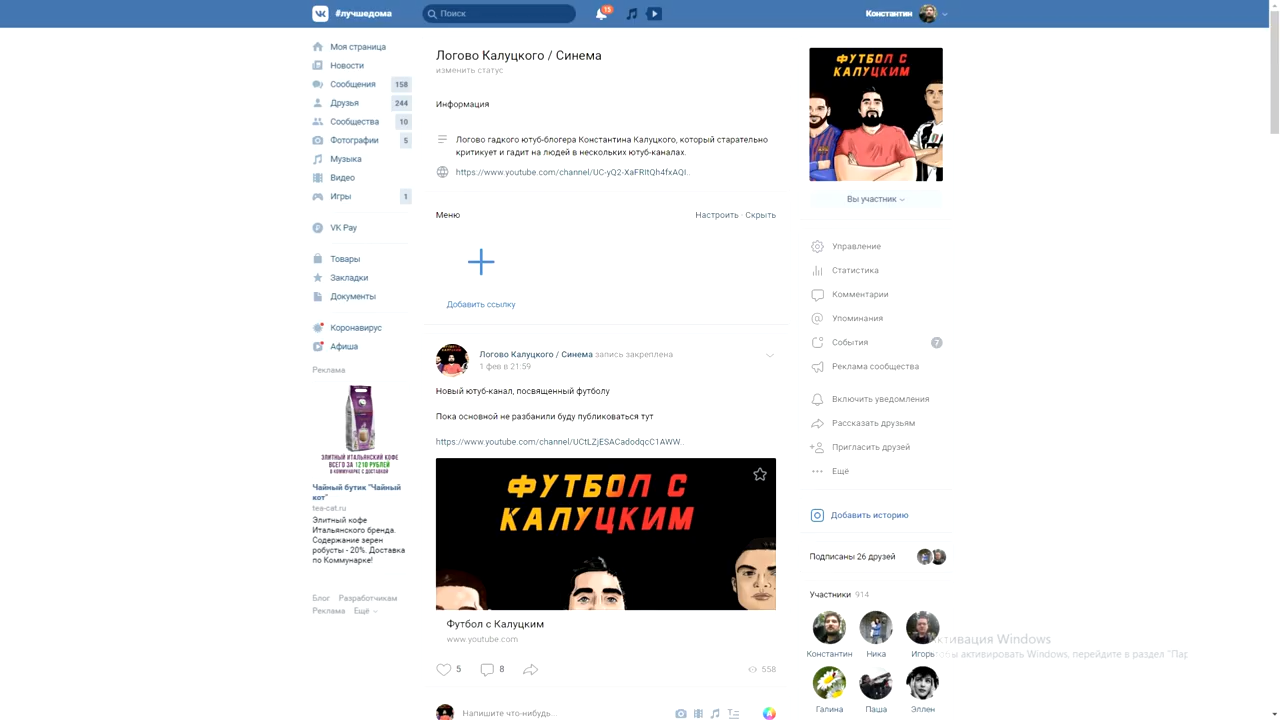 #лучшедома
Поиск
15
Константин
Моя страница
Новости
Сообщения 158
Друзья 244
Сообщества 10
Фотографии 5
Музыка
Видео
Игры 1
VK Pay
Товары
Закладки
Документы
Коронавирус
Афиша
Реклама
ЭЛИТНЫЙ ИТАЛЬЯНСКИЙ КОФЕ
ВСЕГО ЗА 1210 РУБЛЕЙ
В КОММУНАРКЕ С ДОСТАВКОЙ
Чайный бутик "Чайный
кот"
tea-cat.ru
Элитный кофе
Итальянского бренда.
Содержание зерен
робусты - 20%. Доставка
по Коммунарке!
Блог Разработчикам
Реклама Ещё
Логово Калуцкого / Синема
изменить статус
Информация
Логово гадкого ютуб-блогера Константина Калуцкого, который старательно
критикует и гадит на людей в нескольких ютуб-каналах.
https://www.youtube.com/channel/UC-yQ2-XaFRItQh4fxAQI..
Меню Настроить · Скрыть
Добавить ссылку
Логово Калуцкого / Синема запись закреплена
1 фев в 21:59
Новый ютуб-канал, посвященный футболу
Пока основной не разбанили буду публиковаться тут
https://www.youtube.com/channel/UCtLZjESACadodqcC1AWW..
ФУТБОЛ С
КАЛУЦКИМ
Футбол с Калуцким
www.youtube.com
5 8 558
Напишите что-нибудь...
ФУТБОЛ С
КАЛУЦКИМ
Вы участник
Управление
Статистика
Комментарии
Упоминания
События 7
Реклама сообщества
Включить уведомления
Рассказать друзьям
Пригласить друзей
Ещё
Добавить историю
Подписаны 26 друзей
Участники 914
Константин Ника Игорь
Галина Паша Эллен
Windows
активировать Windows, перейдите в раздел "Пар